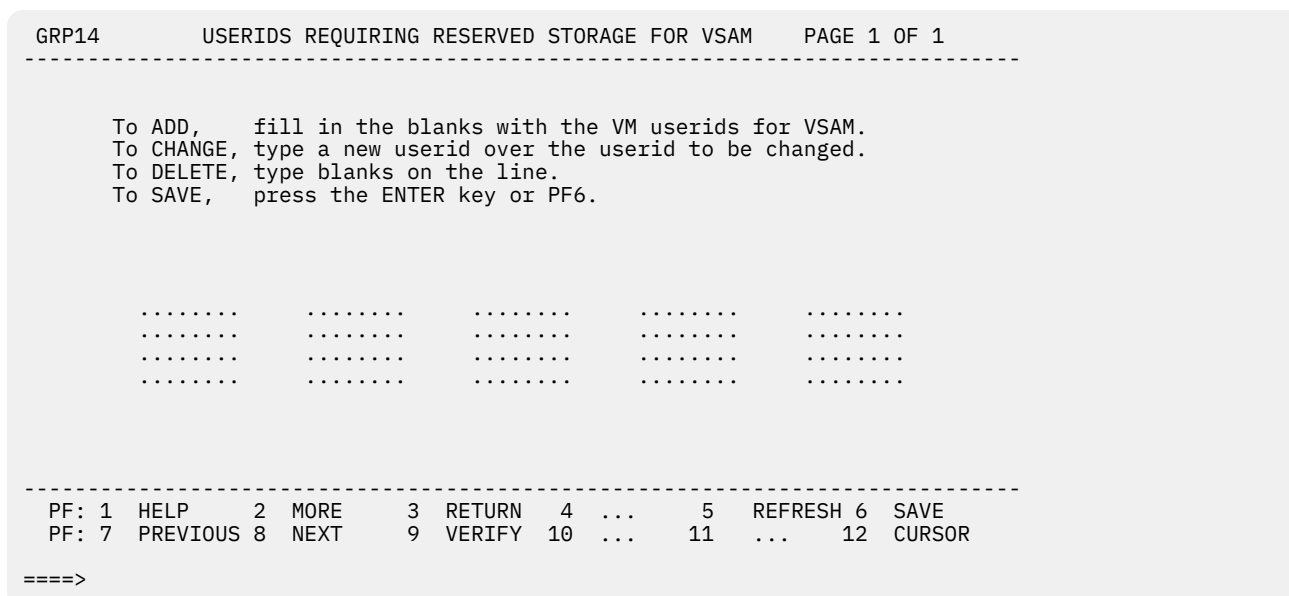 GRP14 USERIDS REQUIRING RESERVED STORAGE FOR VSAM PAGE 1 OF 1
-------------------------------------------------------------------------------
To ADD, fill in the blanks with the VM userids for VSAM.
To CHANGE, type a new userid over the userid to be changed.
To DELETE, type blanks on the line.
To SAVE, press the ENTER key or PF6.
........ ........ ........ ........ ........
........ ........ ........ ........ ........
........ ........ ........ ........ ........
........ ........ ........ ........ ........
-------------------------------------------------------------------------------
PF: 1 HELP 2 MORE 3 RETURN 4 ... 5 REFRESH 6 SAVE
PF: 7 PREVIOUS 8 NEXT 9 VERIFY 10 ... 11 ... 12 CURSOR
====>